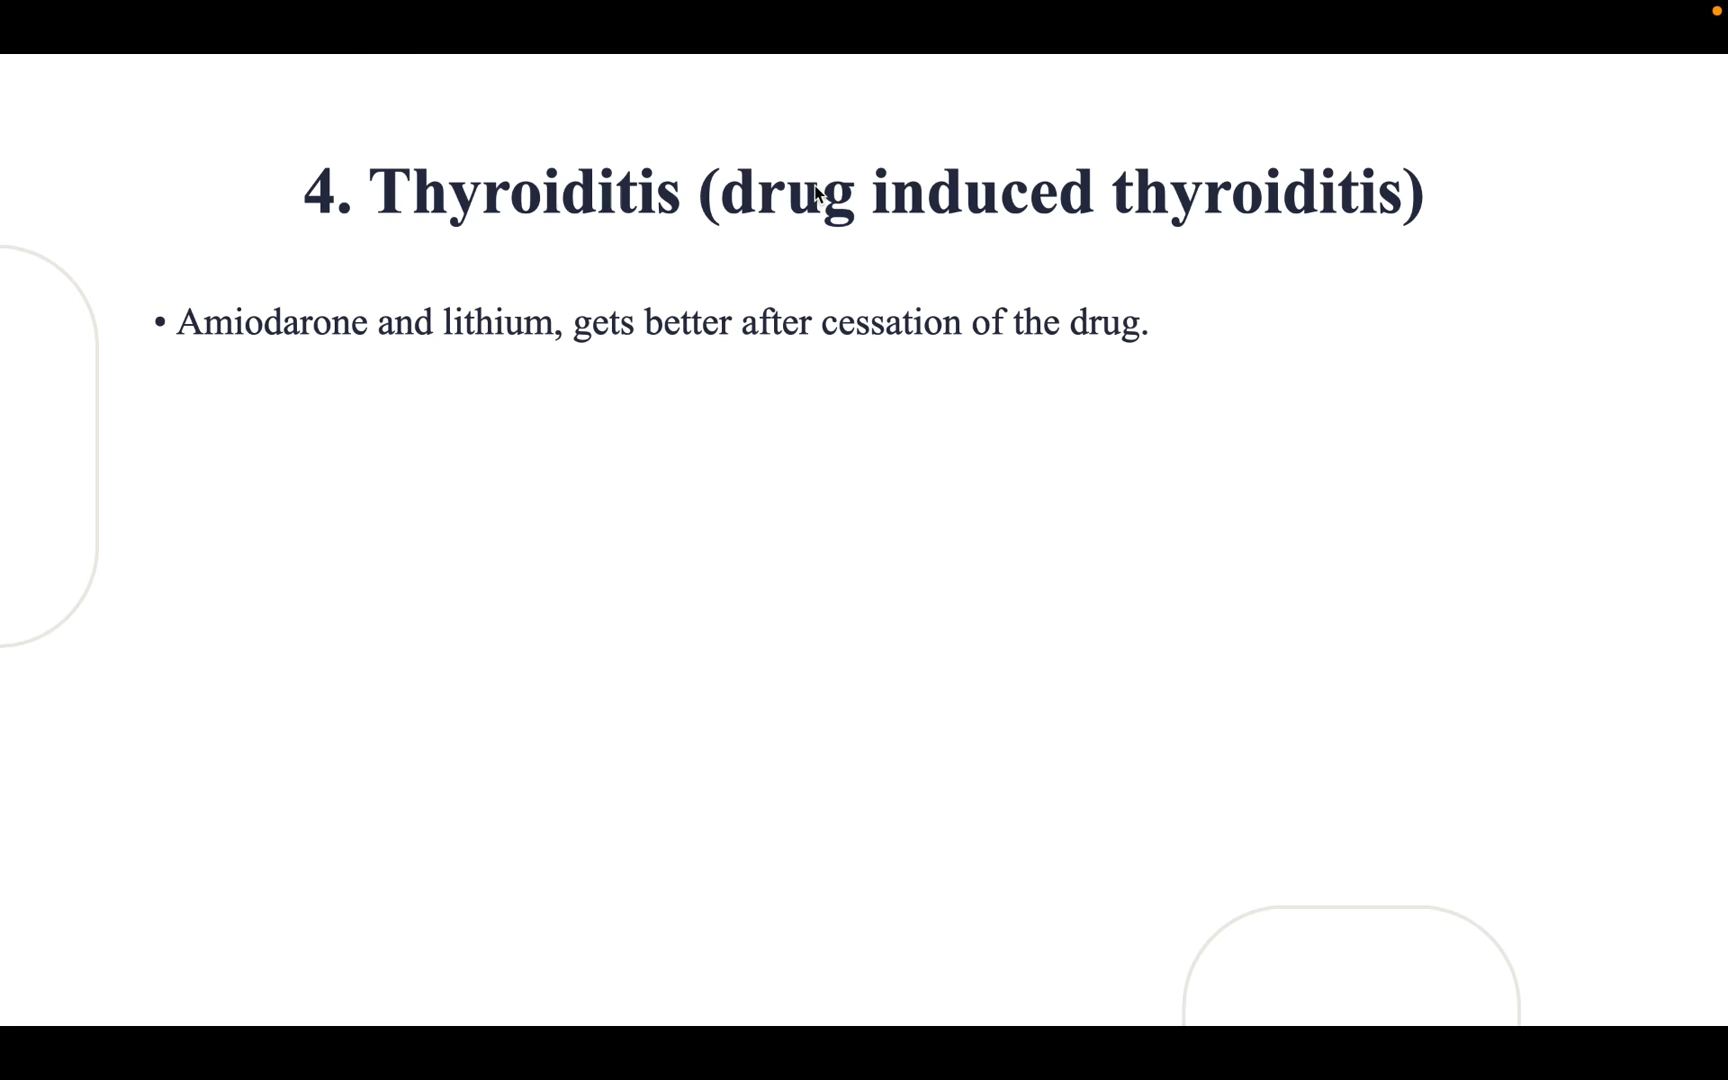 4. Thyroiditis (drug induced thyroiditis)
• Amiodarone and lithium, gets better after cessation of the drug.